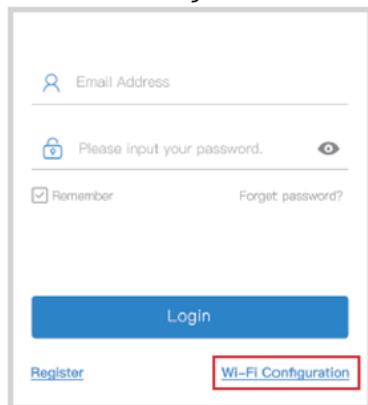 Email Address
Please input your password.
Remember Forget password?
Login
Register Wi-Fi Configuration